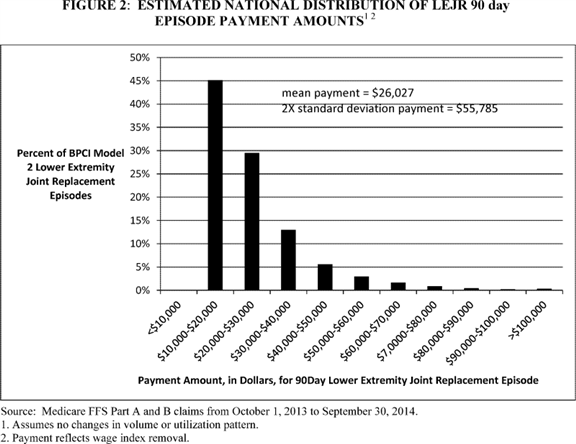 FIGURE 2: ESTIMATED NATIONAL DISTRIBUTION OF LEJR 90 day
EPISODE PAYMENT AMOUNTS1 2
50%
45%
40%
35%
30%
25%
20%
15%
10%
5%
0%
mean payment = $26,027
2X standard deviation payment = $55,785
Percent of BPCI Model
2 Lower Extremity
Joint Replacement
Episodes
<$10,000
$10,000-$20,000
$20,000-$30,000
$30,000-$40,000
$40,000-$50,000
$50,000-$60,000
$60,000-$70,000
$7,0000-$80,000
$80,000-$90,000
$90,000-$100,000
>$100,000
Payment Amount, in Dollars, for 90Day Lower Extremity Joint Replacement Episode
Source: Medicare FFS Part A and B claims from October 1, 2013 to September 30, 2014.
1. Assumes no changes in volume or utilization pattern.
2. Payment reflects wage index removal.